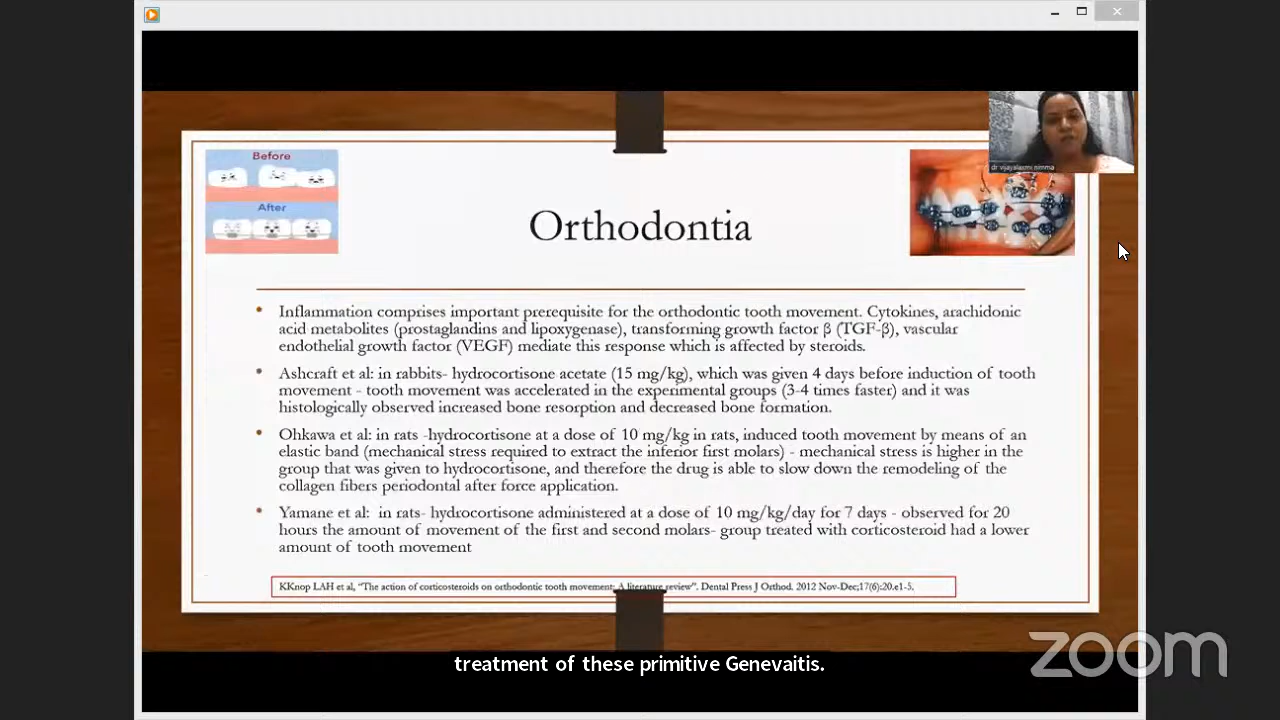 dr vijayalaxmi nimma
Before
After
Orthodontia
• Inflammation comprises important prerequisite for the orthodontic tooth movement. Cytokines, arachidonic
acid metabolites (prostaglandins and lipoxygenase), transforming growth factor β (TGF-β), vascular
endothelial growth factor (VEGF) mediate this response which is affected by steroids.
• Ashcraft et al: in rabbits- hydrocortisone acetate (15 mg/kg), which was given 4 days before induction of tooth
movement - tooth movement was accelerated in the experimental groups (3-4 times faster) and it was
histologically observed increased bone resorption and decreased bone formation.
• Ohkawa et al: in rats -hydrocortisone at a dose of 10 mg/kg in rats, induced tooth movement by means of an
elastic band (mechanical stress required to extract the inferior first molars) - mechanical stress is higher in the
group that was given to hydrocortisone, and therefore the drug is able to slow down the remodeling of the
collagen fibers periodontal after force application.
• Yamane et al: in rats- hydrocortisone administered at a dose of 10 mg/kg/day for 7 days - observed for 20
hours the amount of movement of the first and second molars- group treated with corticosteroid had a lower
amount of tooth movement
KKnop LAH et al, “The action of corticosteroids on orthodontic tooth movement: A literature review”. Dental Press J Orthod. 2012 Nov-Dec;17(6):20.e1-5.
treatment of these primitive Genevaitis.
zoom